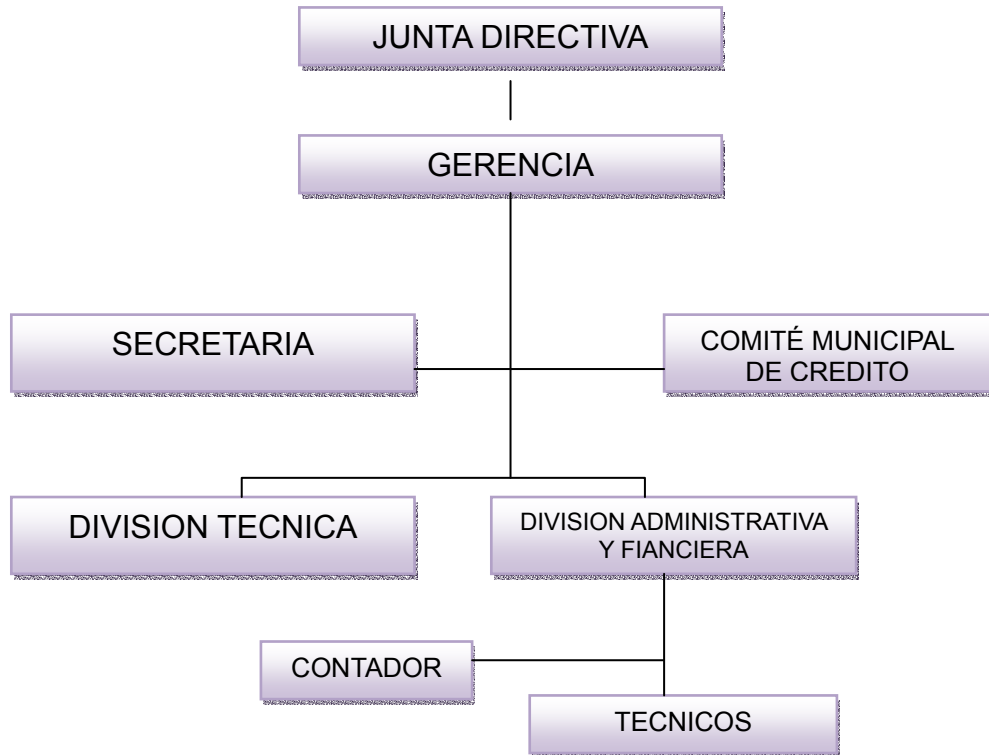 JUNTA DIRECTIVA
GERENCIA
SECRETARIA
COMITÉ MUNICIPAL
DE CREDITO
DIVISION TECNICA
DIVISION ADMINISTRATIVA
Y FIANCIERA
CONTADOR
TECNICOS